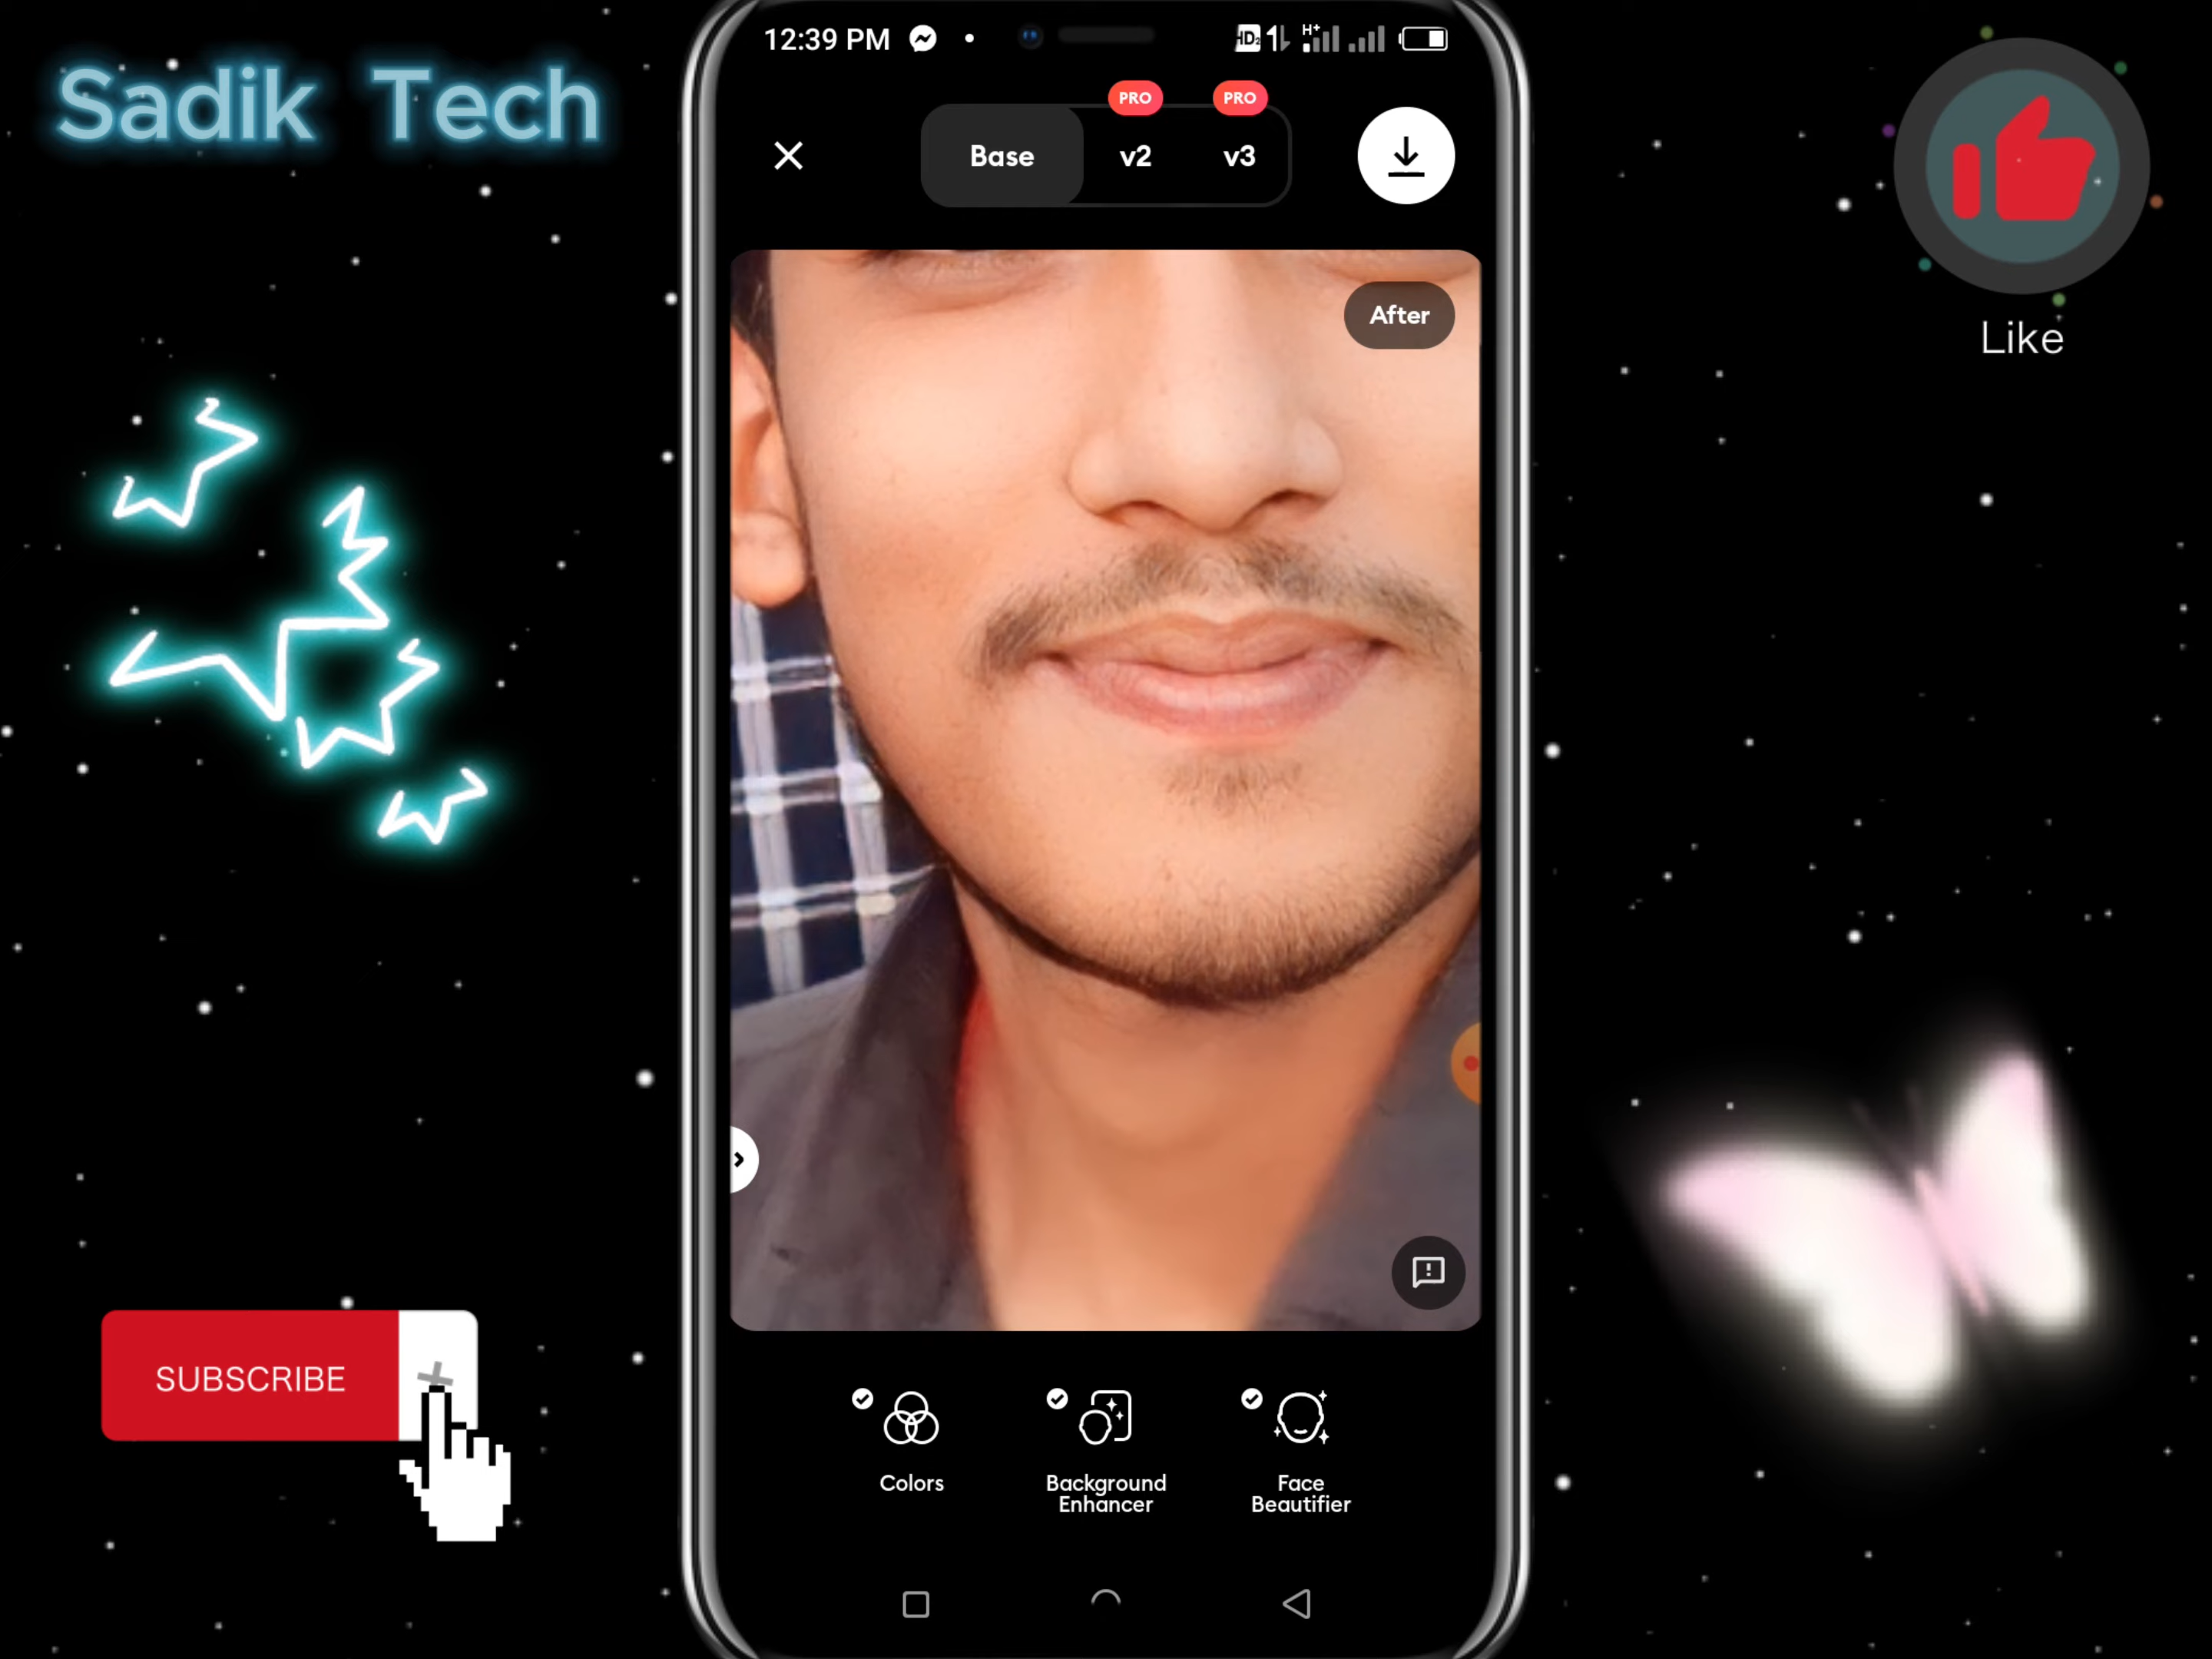 Sadik Tech
12:39 PM
H+
PRO
PRO
Base
v2
v3
After
Like
SUBSCRIBE
Colors
Background
Enhancer
Face
Beautifier